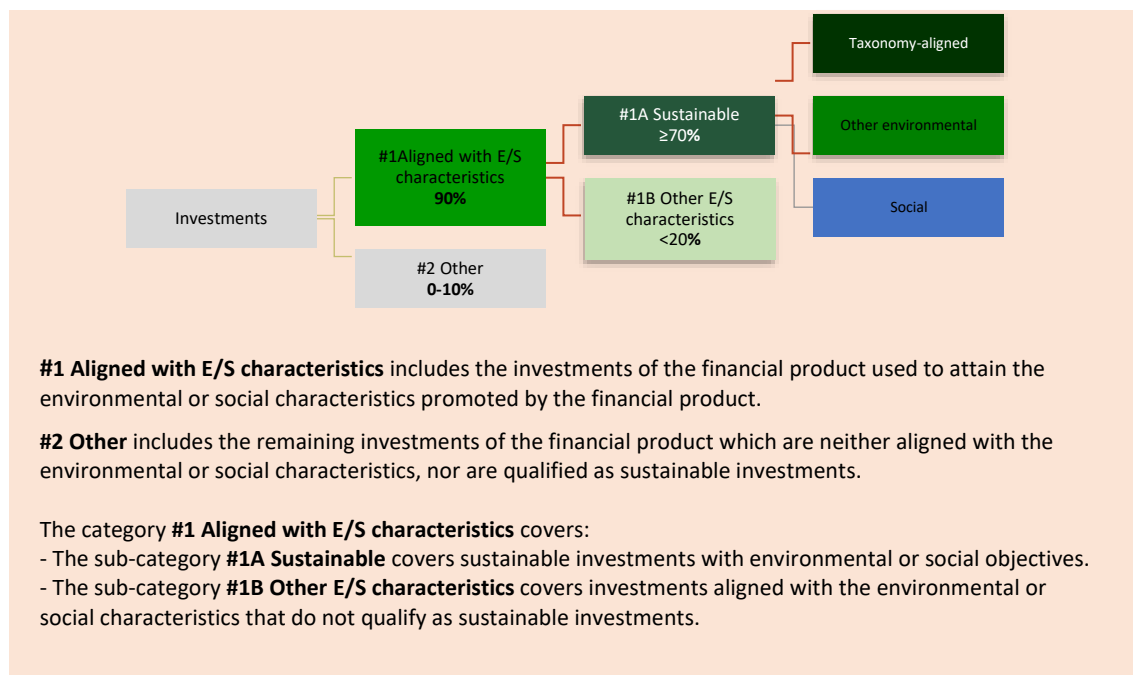 Taxonomy-aligned
#1A Sustainable
≥70%
Other environmental
#1Aligned with E/S
characteristics
90%
#1B Other E/S
characteristics
<20%
Social
Investments
#2 Other
0-10%
#1 Aligned with E/S characteristics includes the investments of the financial product used to attain the
environmental or social characteristics promoted by the financial product.
#2 Other includes the remaining investments of the financial product which are neither aligned with the
environmental or social characteristics, nor are qualified as sustainable investments.
The category #1 Aligned with E/S characteristics covers:
- The sub-category #1A Sustainable covers sustainable investments with environmental or social objectives.
- The sub-category #1B Other E/S characteristics covers investments aligned with the environmental or
social characteristics that do not qualify as sustainable investments.